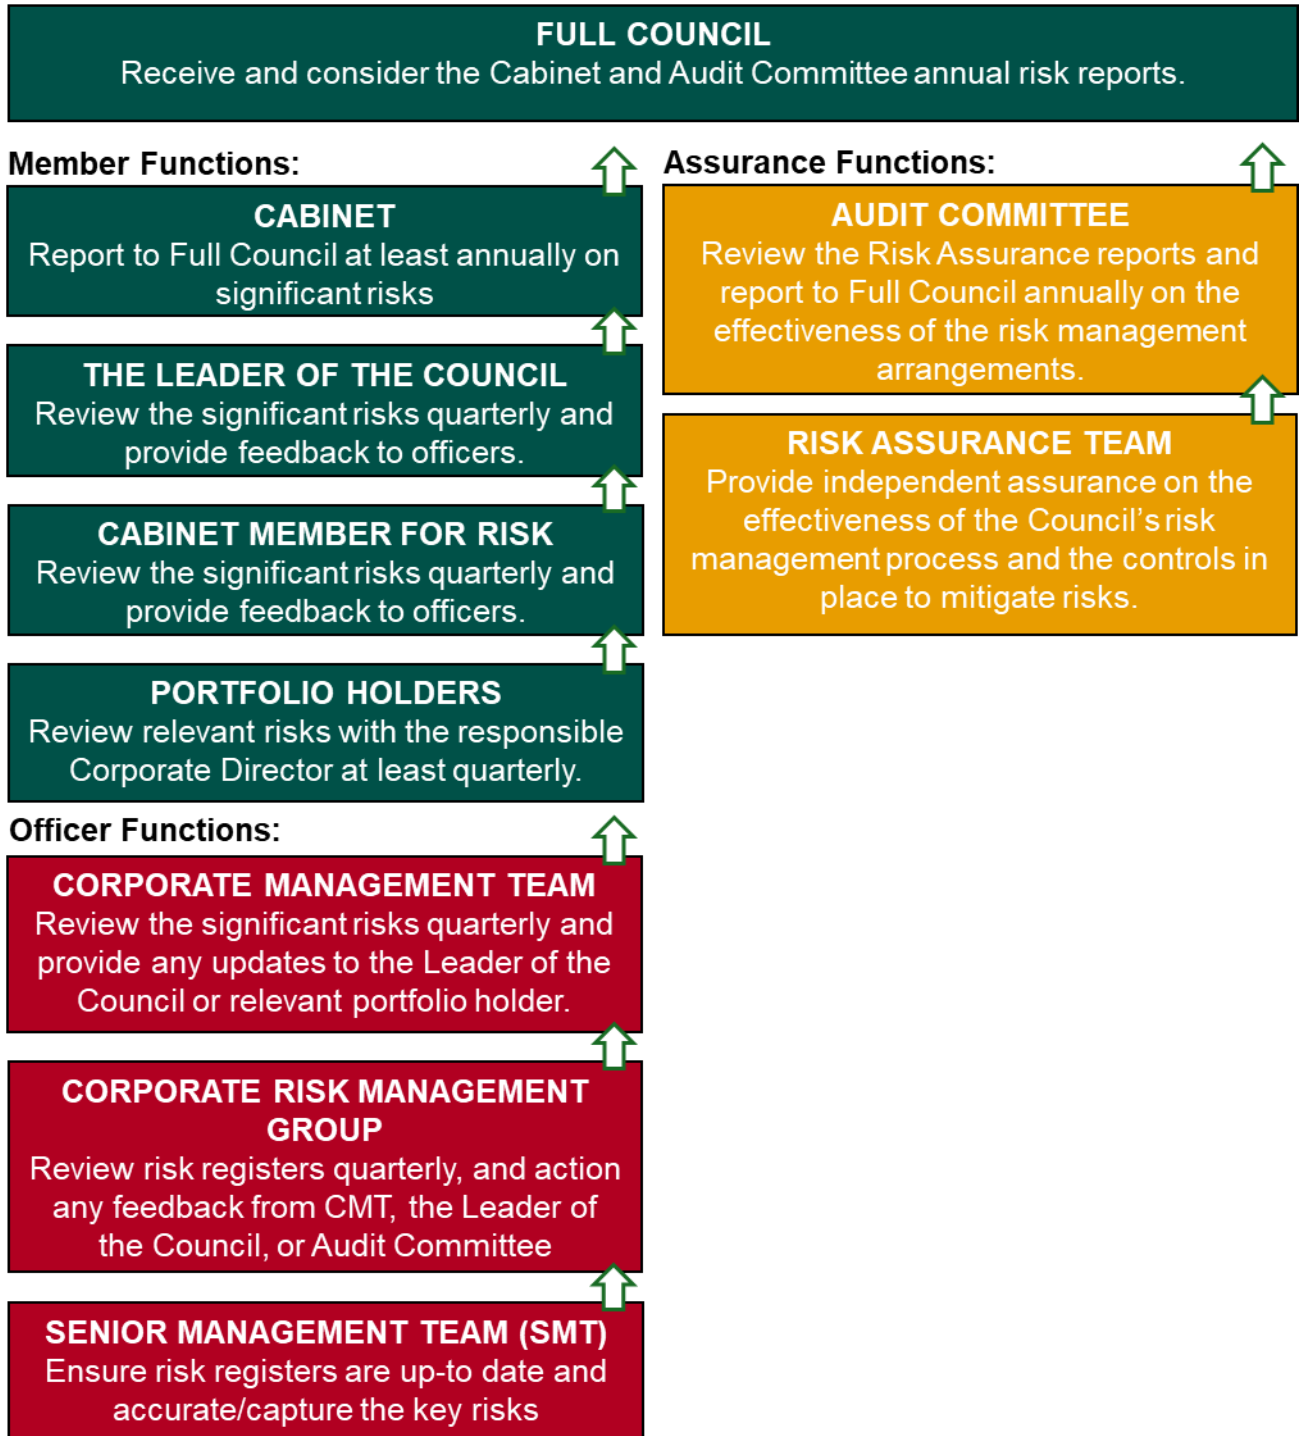 FULL COUNCIL
Receive and consider the Cabinet and Audit Committee annual risk reports.
Member Functions:
CABINET
Report to Full Council at least annually on
significant risks
THE LEADER OF THE COUNCIL
Review the significant risks quarterly and
provide feedback to officers.
CABINET MEMBER FOR RISK
Review the significant risks quarterly and
provide feedback to officers.
PORTFOLIO HOLDERS
Review relevant risks with the responsible
Corporate Director at least quarterly.
Officer Functions:
CORPORATE MANAGEMENT TEAM
Review the significant risks quarterly and
provide any updates to the Leader of the
Council or relevant portfolio holder.
CORPORATE RISK MANAGEMENT
GROUP
Review risk registers quarterly, and action
any feedback from CMT, the Leader of
the Council, or Audit Committee
SENIOR MANAGEMENT TEAM (SMT)
Ensure risk registers are up-to date and
accurate/capture the key risks
Assurance Functions:
AUDIT COMMITTEE
Review the Risk Assurance reports and
report to Full Council annually on the
effectiveness of the risk management
arrangements.
RISK ASSURANCE TEAM
Provide independent assurance on the
effectiveness of the Council's risk
management process and the controls in
place to mitigate risks.